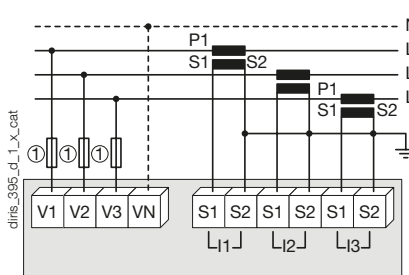 N
L
P1
S1 S2
L
P1
L
S1 S2
① ① ①
diris_395_d_1_x_cat
V1 V2 V3 VN
S1 S2 S1 S2 S1 S2
I1 I2 I3